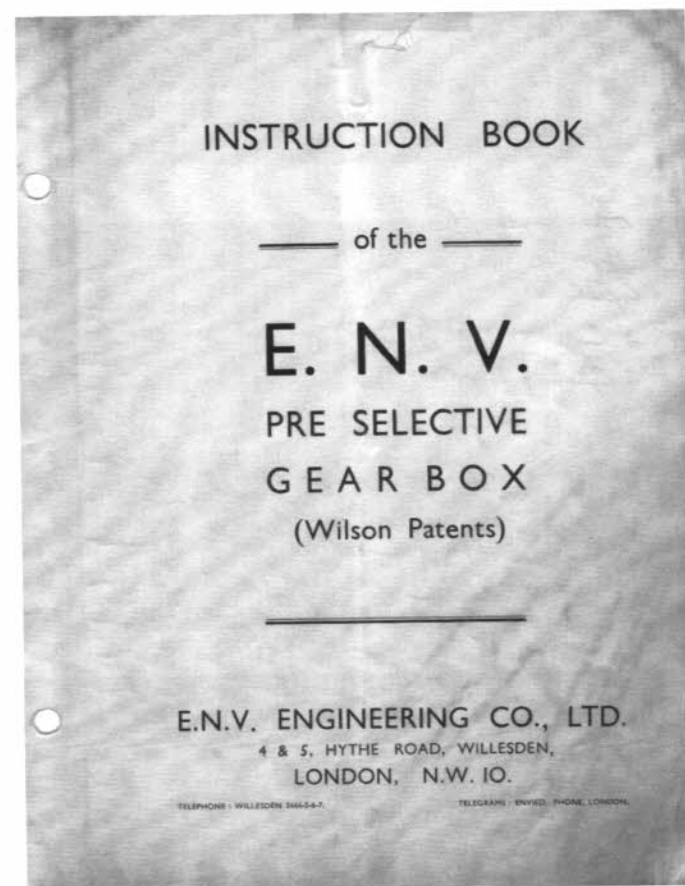 INSTRUCTION BOOK
of the
E. N. V.
PRE SELECTIVE
GEAR BOX
(Wilson Patents)
E.N.V. ENGINEERING CO., LTD.
4 & 5, HYTHE ROAD, WILLESDEN,
LONDON, N.W. 10.
TELEPHONE : WILLESDEN
TELEGRAMS : ENVIED, PHONE, LONDON.